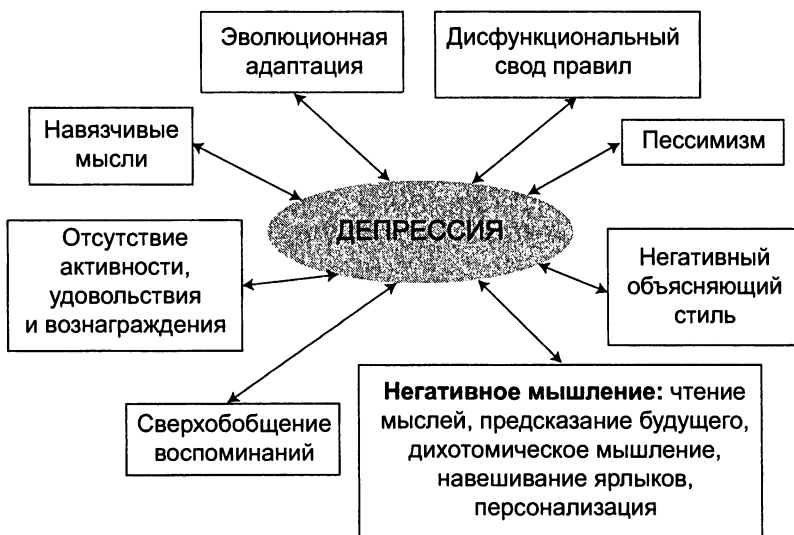 Эволюционная
адаптация
Дисфункциональный
свод правил
Навязчивые
мысли
Пессимизм
ДЕПРЕССИЯ
Отсутствие
активности,
удовольствия
и вознаграждения
Негативный
объясняющий
стиль
Сверхобобщение
воспоминаний
Негативное мышление: чтение
мыслей, предсказание будущего,
дихотомическое мышление,
навешивание ярлыков,
персонализация